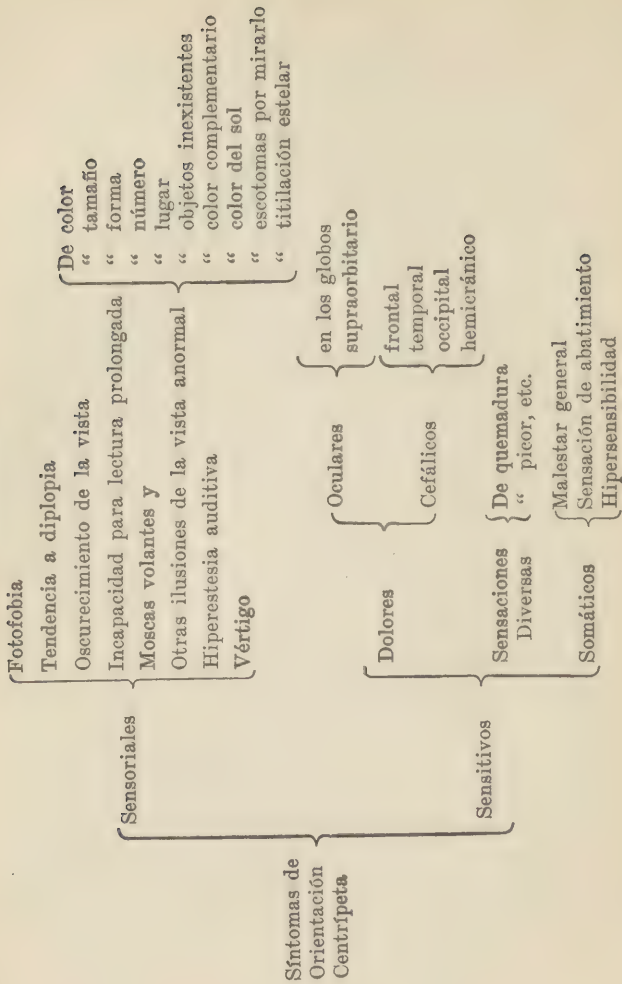 Síntomas de
Orientación
Centrípeta
Sensoriales
Fotofobia
Tendencia a diplopia
Oscurecimiento de la vista
Incapacidad para lectura prolongada
Moscas volantes y
Otras ilusiones de la vista anormal
Hiperestesia auditiva
Vértigo
De color
“ tamaño
“ forma
“ número
“ lugar
“ objetos inexistentes
“ color complementario
“ color del sol
“ escotomas por mirarlo
“ titilación estelar
Sensitivos
Dolores
Oculares
en los globos
supraorbitario
Cefálicos
frontal
temporal
occipital
hemicránico
Sensaciones
Diversas
De quemadura
“ picor, etc.
Somáticos
Malestar general
Sensación de abatimiento
Hipersensibilidad